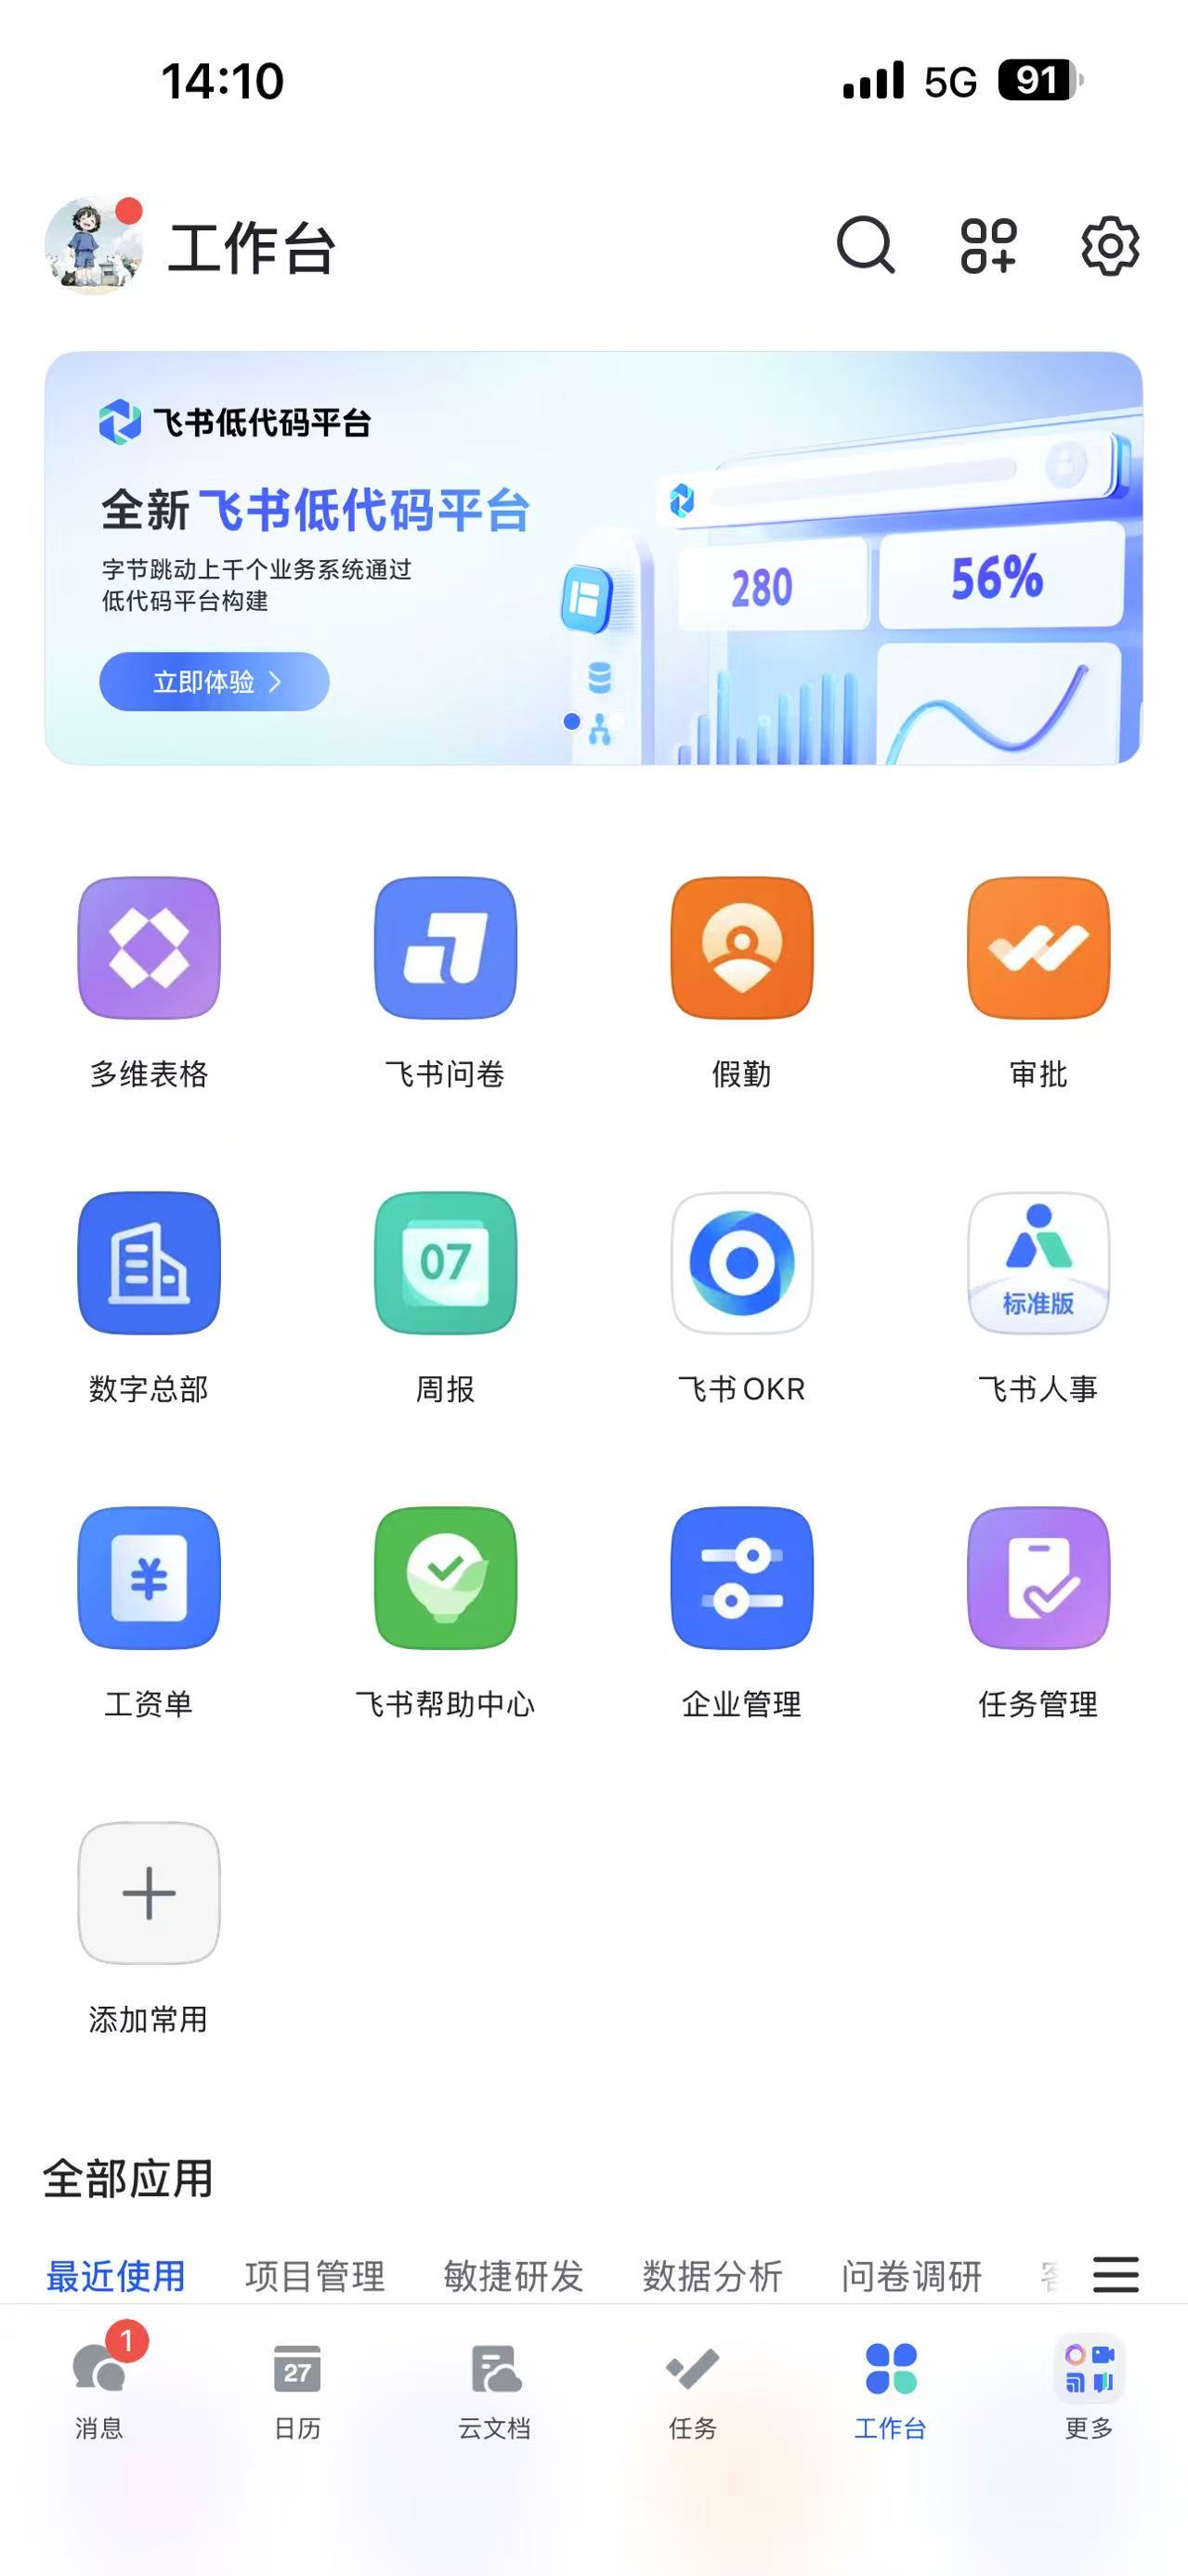 14:10
5G 91
工作台
飞书低代码平台
全新 飞书低代码平台
字节跳动上千个业务系统通过
低代码平台构建
立即体验
280
56%
多维表格 飞书问卷 假勤 审批
07
标准版
数字总部 周报 飞书OKR 飞书人事
¥
工资单 飞书帮助中心 企业管理 任务管理
添加常用
全部应用
最近使用 项目管理 敏捷研发 数据分析 问卷调研
1
27
消息 日历 云文档 任务 工作台 更多